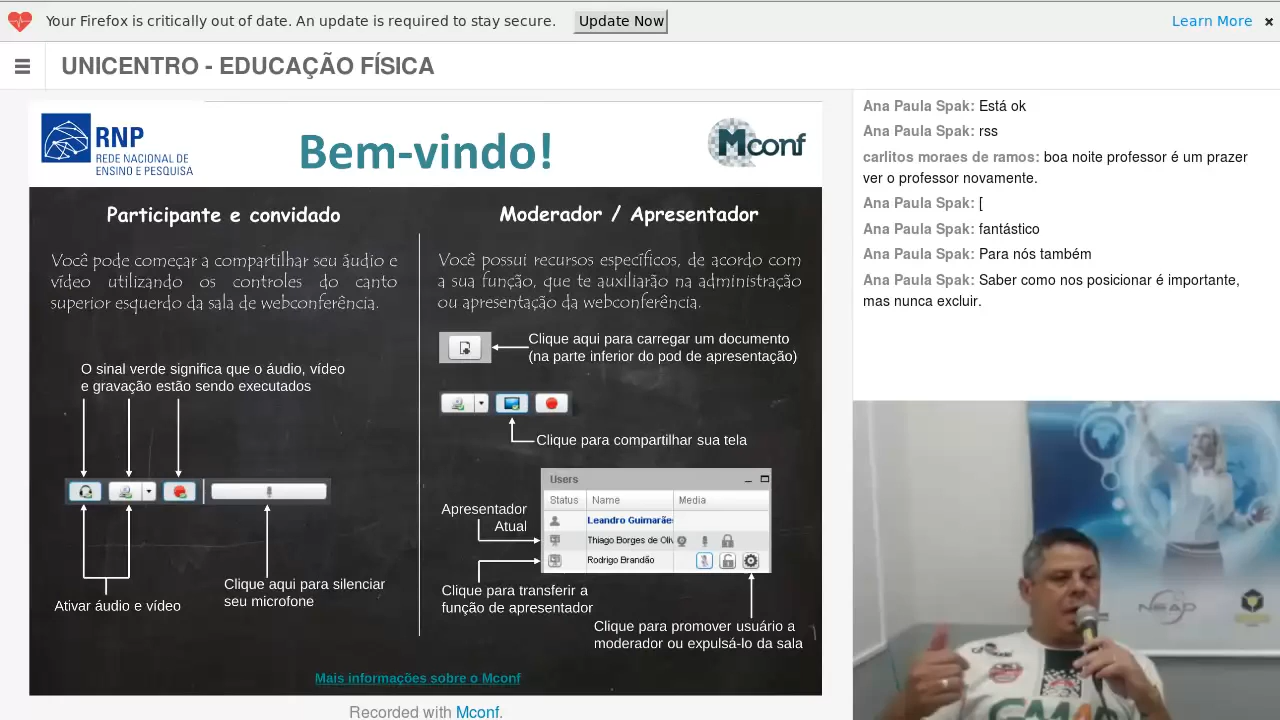 Your Firefox is critically out of date. An update is required to stay secure. Update Now Learn More ×
UNICENTRO - EDUCAÇÃO FÍSICA
RNP
REDE NACIONAL DE
ENSINO E PESQUISA
Bem-vindo!
Mconf
Participante e convidado
Você pode começar a compartilhar seu áudio e
vídeo utilizando os controles do canto
superior esquerdo da sala de webconferência.
O sinal verde significa que o áudio, vídeo
e gravação estão sendo executados
Ativar áudio e vídeo
Clique aqui para silenciar
seu microfone
Moderador / Apresentador
Você possui recursos específicos, de acordo com
a sua função, que te auxiliarão na administração
ou apresentação da webconferência.
Clique aqui para carregar um documento
(na parte inferior do pod de apresentação)
Clique para compartilhar sua tela
Users
Status Name Media
Leandro Guimarães
Thiago Borges de Oliv
Rodrigo Brandão
Apresentador
Atual
Clique para transferir a
função de apresentador
Clique para promover usuário a
moderador ou expulsá-lo da sala
Mais informações sobre o Mconf
Recorded with Mconf.
Ana Paula Spak: Está ok
Ana Paula Spak: rss
carlitos moraes de ramos: boa noite professor é um prazer
ver o professor novamente.
Ana Paula Spak: [
Ana Paula Spak: fantástico
Ana Paula Spak: Para nós também
Ana Paula Spak: Saber como nos posicionar é importante,
mas nunca excluir.
NEAD